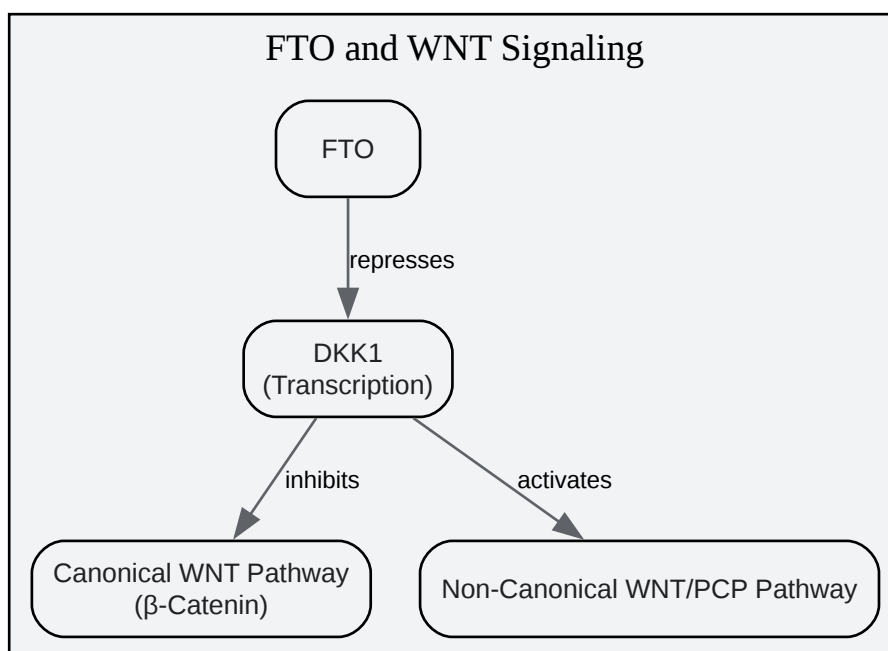 FTO and WNT Signaling
FTO
represses
DKK1
(Transcription)
inhibits
activates
Canonical WNT Pathway
(β-Catenin)
Non-Canonical WNT/PCP Pathway